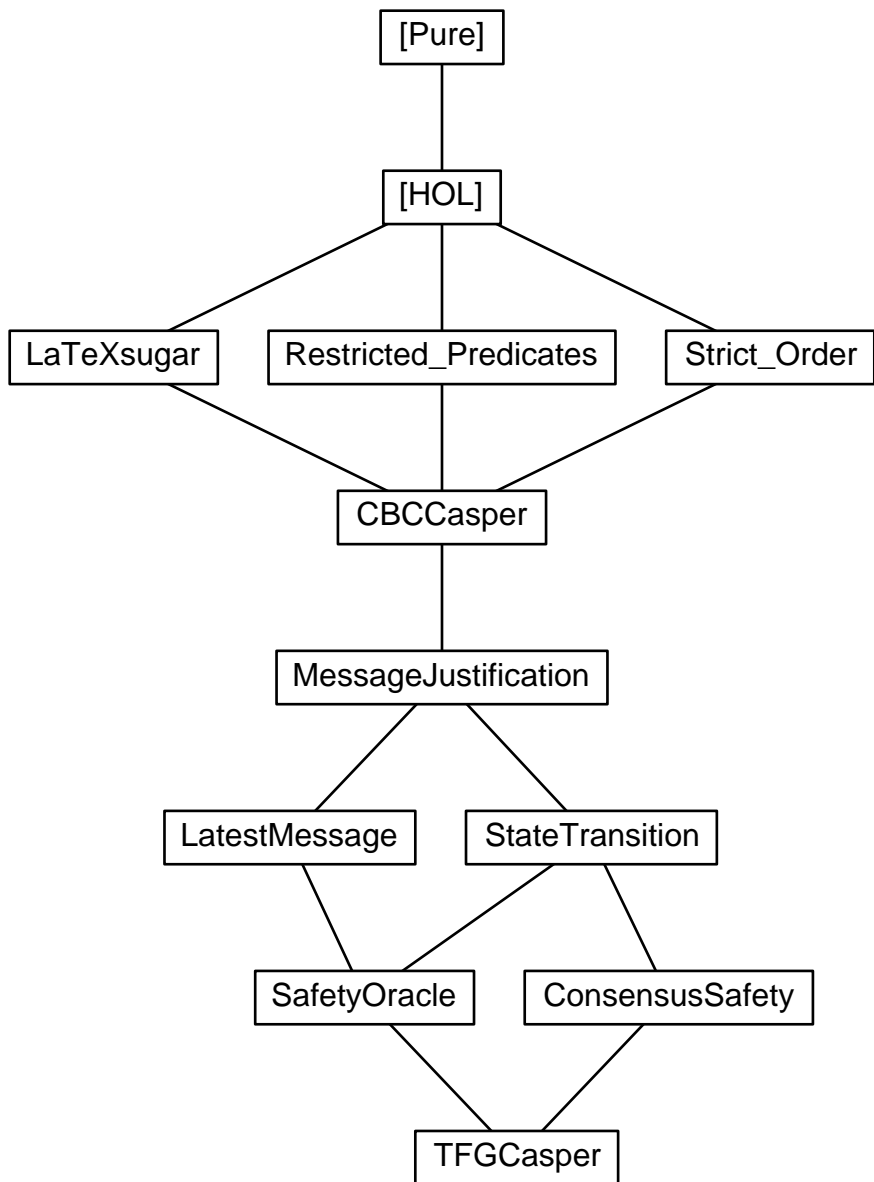 [Pure]
[HOL]
LaTeXsugar
Restricted_Predicates
Strict_Order
CBCCasper
MessageJustification
LatestMessage
StateTransition
SafetyOracle
ConsensusSafety
TFGCasper